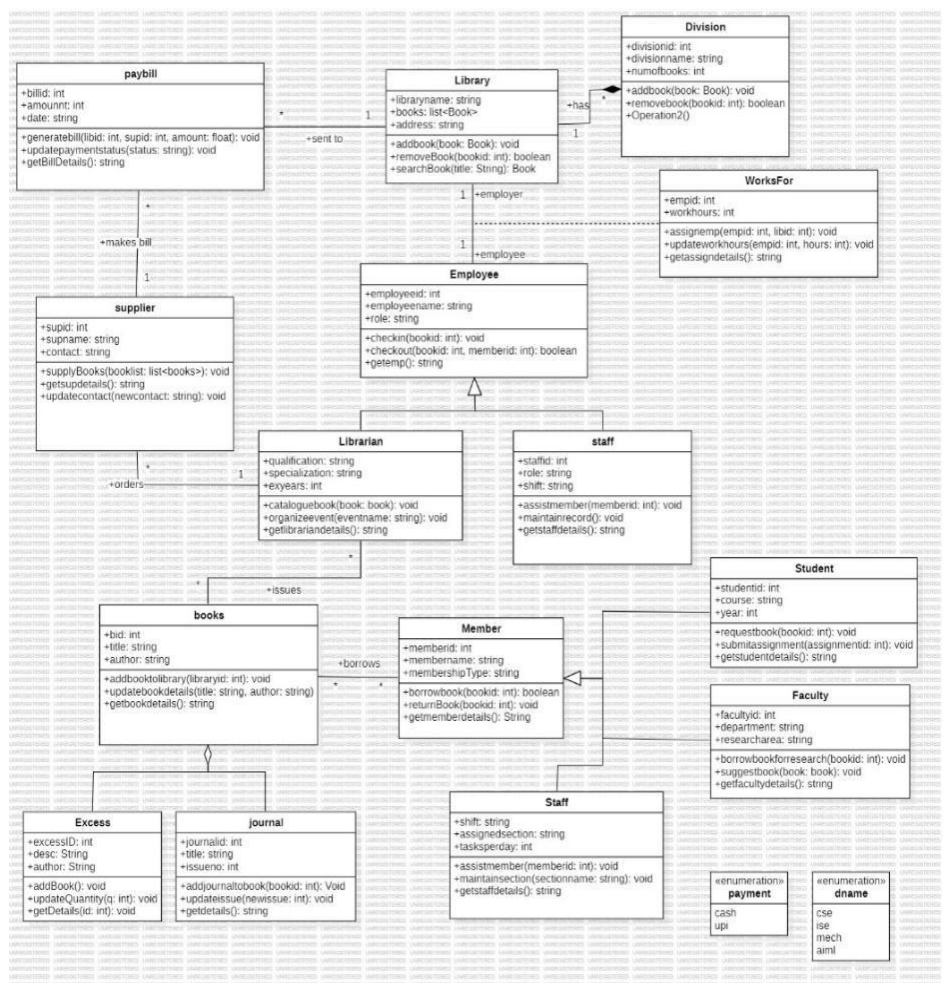 Division
+divisionid: int
+divisionname: string
+numofbooks: int
+addbook(book: Book): void
+removebook(bookid: int): boolean
+Operation2()
paybill
+billid: int
+amounnt: int
+date: string
+generatebill(libid: int, supid: int, amount: float): void
+updatepaymentstatus(status: string): void
+getBillDetails(): string
Library
+libraryname: string
+books: list<Book>
+address: string
+addbook(book: Book): void
+removeBook(bookid: int): boolean
+searchBook(title: String): Book
+has
*
1
*
1
+sent to
WorksFor
+empid: int
+workhours: int
+assignemp(empid: int, libid: int): void
+updateworkhours(empid: int, hours: int): void
+getassigndetails(): string
1
+employer
1
+employee
*
+makes bill
1
Employee
+employeeid: int
+employeename: string
+role: string
+checkin(bookid: int): void
+checkout(bookid: int, memberid: int): boolean
+getemp(): string
supplier
+supid: int
+supname: string
+contact: string
+supplyBooks(booklist: list<books>): void
+getsupdetails(): string
+updatecontact(newcontact: string): void
Librarian
+qualification: string
+specialization: string
+exyears: int
+cataloguebook(book: book): void
+organizeevent(eventname: string): void
+getlibrariandetails(): string
staff
+staffid: int
+role: string
+shift: string
+assistmember(memberid: int): void
+maintainrecord(): void
+getstaffdetails(): string
*
+orders
1
*
*
+issues
Student
+studentid: int
+course: string
+year: int
+requestbook(bookid: int): void
+submitassignment(assignmentid: int): void
+getstudentdetails(): string
books
+bid: int
+title: string
+author: string
+addbooktolibrary(libraryid: int): void
+updatebookdetails(title: string, author: string)
+getbookdetails(): string
+borrows
*
*
Member
+memberid: int
+membername: string
+membershipType: string
+borrowbook(bookid: int): boolean
+returnBook(bookid: int): void
+getmemberdetails(): String
Faculty
+facultyid: int
+department: string
+researcharea: string
+borrowbookforresearch(bookid: int): void
+suggestbook(book: book): void
+getfacultydetails(): string
Excess
+excessID: int
+desc: String
+author: String
+addBook(): void
+updateQuantity(q: int): void
+getDetails(id: int): void
journal
+journalid: int
+title: string
+issueno: int
+addjournaltobook(bookid: int): Void
+updateissue(newissue: int): void
+getdetails(): string
Staff
+shift: string
+assignedsection: string
+tasksperday: int
+assistmember(memberid: int): void
+maintainsection(sectionname: string): void
+getstaffdetails(): string
«enumeration»
payment
cash
upi
«enumeration»
dname
cse
ise
mech
aiml